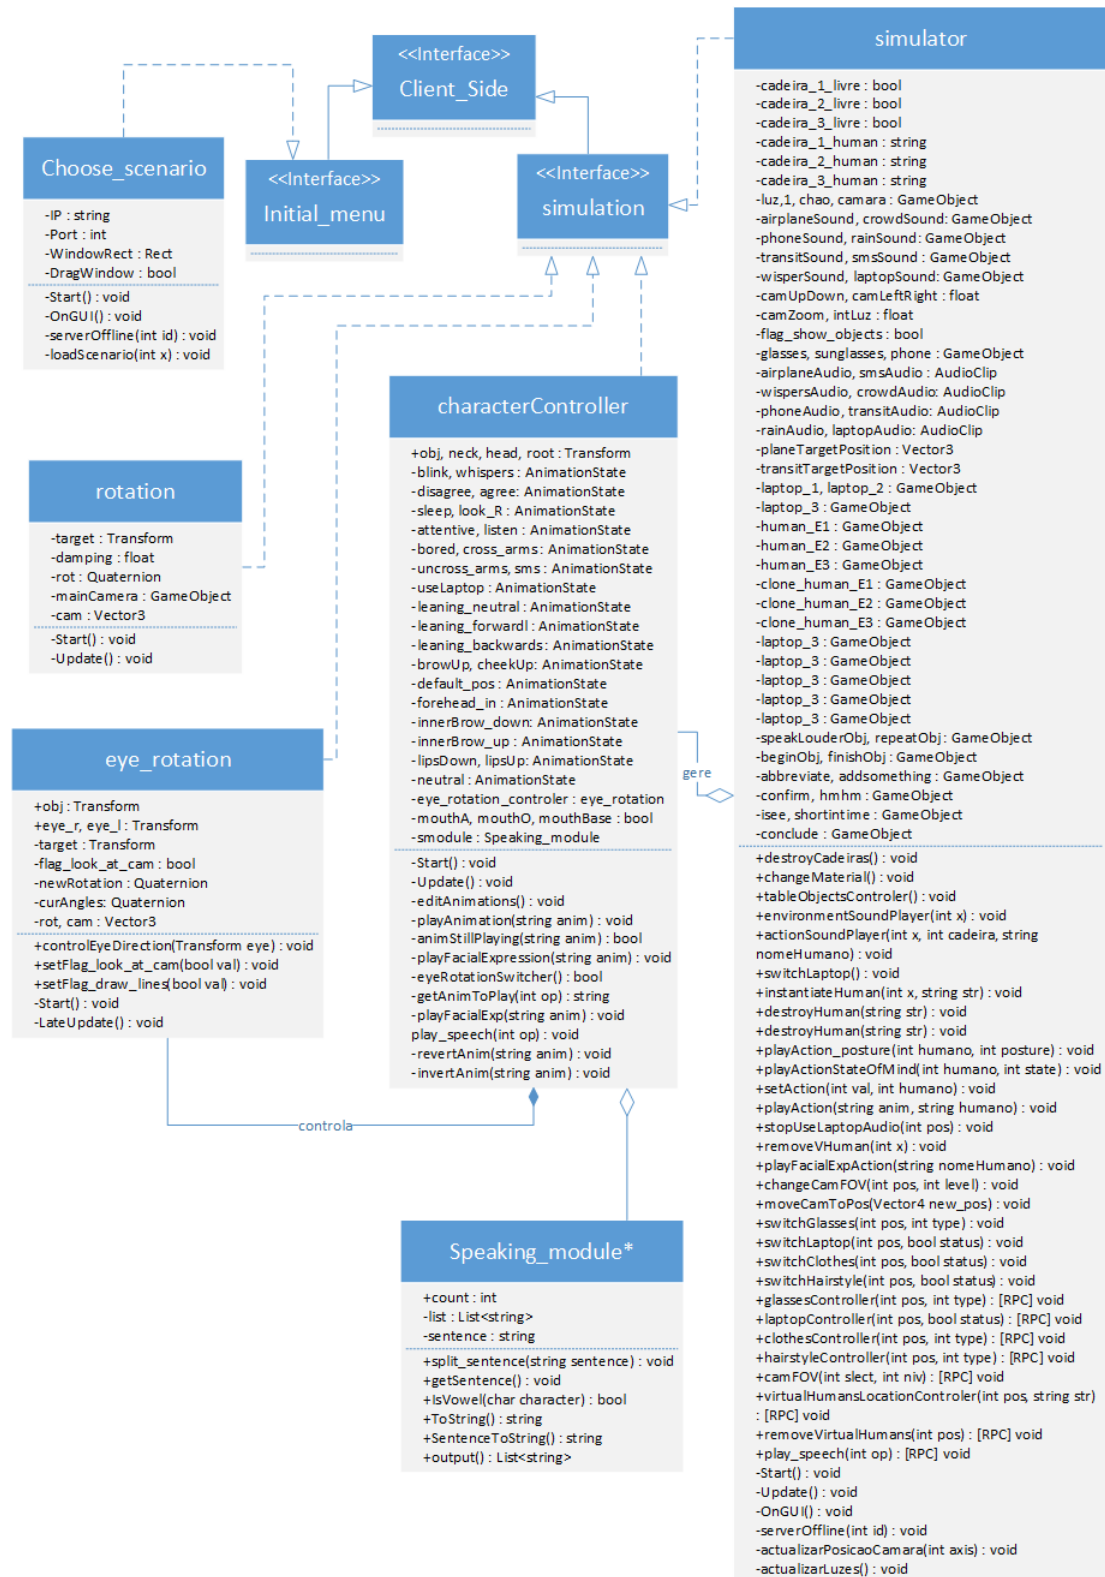 <<Interface>>
Client_Side
Choose_scenario
-IP : string
-Port : int
-WindowRect : Rect
-DragWindow : bool
-Start() : void
-OnGUI() : void
-serverOffline(int id) : void
-loadScenario(int x) : void
<<Interface>>
Initial_menu
<<Interface>>
simulation
rotation
-target : Transform
-damping : float
-rot : Quaternion
-mainCamera : GameObject
-cam : Vector3
-Start() : void
-Update() : void
eye_rotation
+obj : Transform
+eye_r, eye_l : Transform
-target : Transform
-flag_look_at_cam : bool
-newRotation : Quaternion
-curAngles: Quaternion
-rot, cam : Vector3
+controlEyeDirection(Transform eye) : void
+setFlag_look_at_cam(bool val) : void
+setFlag_draw_lines(bool val) : void
-Start() : void
-LateUpdate() : void
controla
characterController
+obj, neck, head, root : Transform
-blink, whispers : AnimationState
-disagree, agree: AnimationState
-sleep, look_R : AnimationState
-attentive, listen : AnimationState
-bored, cross_arms : AnimationState
-uncross_arms, sms : AnimationState
-useLaptop : AnimationState
-leaning_neutral : AnimationState
-leaning_forwardl : AnimationState
-leaning_backwards: AnimationState
-browUp, cheekUp: AnimationState
-default_pos : AnimationState
-forehead_in : AnimationState
-innerBrow_down: AnimationState
-innerBrow_up : AnimationState
-lipsDown, lipsUp: AnimationState
-neutral : AnimationState
-eye_rotation_controler : eye_rotation
-mouthA, mouthO, mouthBase : bool
-smodule : Speaking_module
-Start() : void
-Update() : void
-editAnimations() : void
-playAnimation(string anim) : void
-animStillPlaying(string anim) : bool
-playFacialExpression(string anim) : void
-eyeRotationSwitcher() : bool
-getAnimToPlay(int op) : string
-playFacialExp(string anim) : void
play_speech(int op) : void
-revertAnim(string anim) : void
-invertAnim(string anim) : void
gere
Speaking_module*
+count : int
-list : List<string>
-sentence : string
+split_sentence(string sentence) : void
+getSentence() : void
+IsVowel(char character) : bool
+ToString() : string
+SentenceToString() : string
+output() : List<string>
simulator
-cadeira_1_livre : bool
-cadeira_2_livre : bool
-cadeira_3_livre : bool
-cadeira_1_human : string
-cadeira_2_human : string
-cadeira_3_human : string
-luz,1, chao, camara : GameObject
-airplaneSound, crowdSound: GameObject
-phoneSound, rainSound: GameObject
-transitSound, smsSound : GameObject
-wisperSound, laptopSound: GameObject
-camUpDown, camLeftRight : float
-camZoom, intLuz : float
-flag_show_objects : bool
-glasses, sunglasses, phone : GameObject
-airplaneAudio, smsAudio : AudioClip
-wispersAudio, crowdAudio: AudioClip
-phoneAudio, transitAudio: AudioClip
-rainAudio, laptopAudio: AudioClip
-planeTargetPosition : Vector3
-transitTargetPosition : Vector3
-laptop_1, laptop_2 : GameObject
-laptop_3 : GameObject
-human_E1 : GameObject
-human_E2 : GameObject
-human_E3 : GameObject
-clone_human_E1 : GameObject
-clone_human_E2 : GameObject
-clone_human_E3 : GameObject
-laptop_3 : GameObject
-laptop_3 : GameObject
-laptop_3 : GameObject
-laptop_3 : GameObject
-laptop_3 : GameObject
-speakLouderObj, repeatObj : GameObject
-beginObj, finishObj : GameObject
-abbreviate, addsomething : GameObject
-confirm, hmhm : GameObject
-isee, shortintime : GameObject
-conclude : GameObject
+destroyCadeiras() : void
+changeMaterial() : void
+tableObjectsControler() : void
+environmentSoundPlayer(int x) : void
+actionSoundPlayer(int x, int cadeira, string
nomeHumano) : void
+switchLaptop() : void
+instantiateHuman(int x, string str) : void
+destroyHuman(string str) : void
+destroyHuman(string str) : void
+playAction_posture(int humano, int posture) : void
+playActionStateOfMind(int humano, int state) : void
+setAction(int val, int humano) : void
+playAction(string anim, string humano) : void
+stopUseLaptopAudio(int pos) : void
+removeVHuman(int x) : void
+playFacialExpAction(string nomeHumano) : void
+changeCamFOV(int pos, int level) : void
+moveCamToPos(Vector4 new_pos) : void
+switchGlasses(int pos, int type) : void
+switchLaptop(int pos, bool status) : void
+switchClothes(int pos, bool status) : void
+switchHairstyle(int pos, bool status) : void
+glassesController(int pos, int type) : [RPC] void
+laptopController(int pos, bool status) : [RPC] void
+clothesController(int pos, int type) : [RPC] void
+hairstyleController(int pos, int type) : [RPC] void
+camFOV(int slect, int niv) : [RPC] void
+virtualHumansLocationControler(int pos, string str)
: [RPC] void
+removeVirtualHumans(int pos) : [RPC] void
+play_speech(int op) : [RPC] void
-Start() : void
-Update() : void
-OnGUI() : void
-serverOffline(int id) : void
-actualizarPosicaoCamara(int axis) : void
-actualizarLuzes() : void